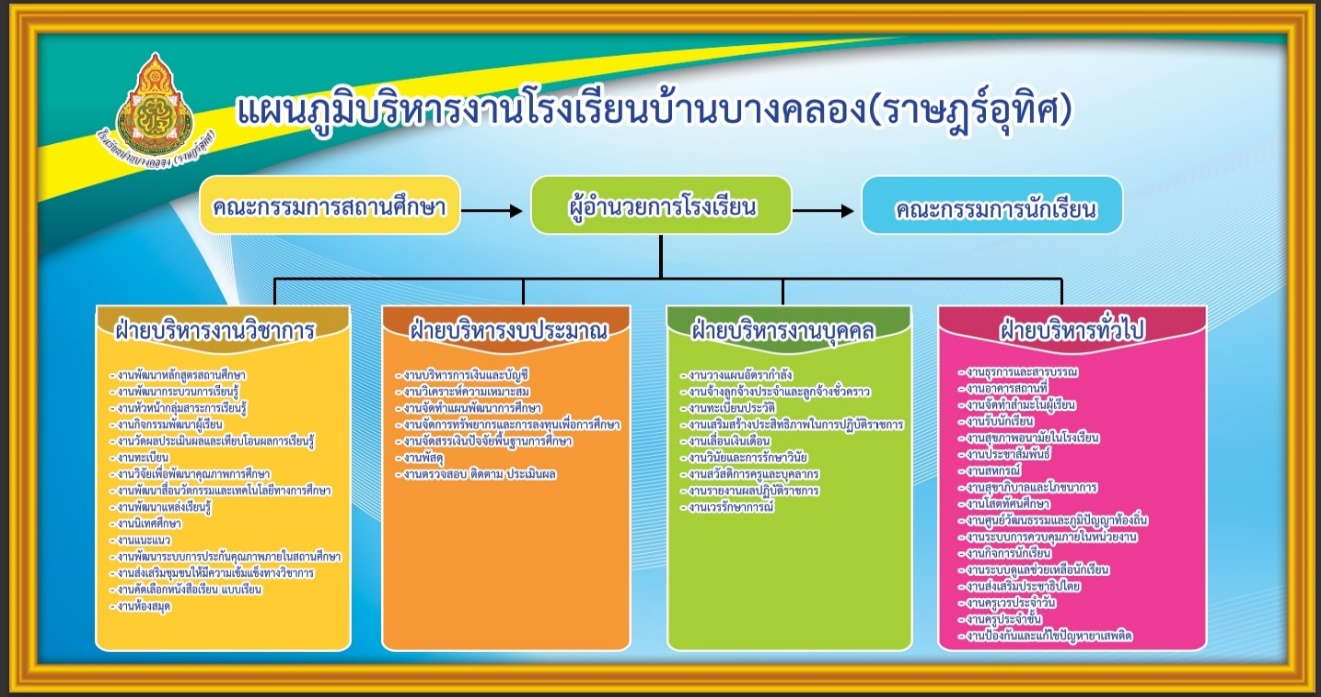 แผนภูมิบริหารงานโรงเรียนบ้านบางคลอง(ราษฎร์อุทิศ)
โรงเรียนบ้านบางคลอง (ราษฎร์อุทิศ)
คณะกรรมการสถานศึกษา
ผู้อำนวยการโรงเรียน
คณะกรรมการนักเรียน
ฝ่ายบริหารงานวิชาการ
- งานพัฒนาหลักสูตรสถานศึกษา
- งานพัฒนากระบวนการเรียนรู้
- งานหัวหน้ากลุ่มสาระการเรียนรู้
- งานกิจกรรมพัฒนาผู้เรียน
- งานวัดผลประเมินผลและเทียบโอนผลการเรียนรู้
- งานทะเบียน
- งานวิจัยเพื่อพัฒนาคุณภาพการศึกษา
- งานพัฒนาสื่อนวัตกรรมและเทคโนโลยีทางการศึกษา
- งานพัฒนาแหล่งเรียนรู้
- งานนิเทศศึกษา
- งานแนะแนว
- งานพัฒนาระบบการประกันคุณภาพภายในสถานศึกษา
- งานส่งเสริมชุมชนให้มีความเข้มแข็งทางวิชาการ
- งานคัดเลือกหนังสือเรียน แบบเรียน
- งานห้องสมุด
ฝ่ายบริหารงบประมาณ
- งานบริหารการเงินและบัญชี
- งานวิเคราะห์ความเหมาะสม
- งานจัดทำแผนพัฒนาการศึกษา
- งานจัดการทรัพยากรและการลงทุนเพื่อการศึกษา
- งานจัดสรรเงินปัจจัยพื้นฐานการศึกษา
- งานพัสดุ
- งานตรวจสอบ ติดตาม ประเมินผล
ฝ่ายบริหารงานบุคคล
- งานวางแผนอัตรากำลัง
- งานจ้างลูกจ้างประจำและลูกจ้างชั่วคราว
- งานทะเบียนประวัติ
- งานเสริมสร้างประสิทธิภาพในการปฏิบัติราชการ
- งานเลื่อนเงินเดือน
- งานวินัยและการรักษาวินัย
- งานสวัสดิการครูและบุคลากร
- งานรายงานผลปฏิบัติราชการ
- งานเวรรักษาการณ์
ฝ่ายบริหารทั่วไป
- งานธุรการและสารบรรณ
- งานอาคารสถานที่
- งานจัดทำสำมะโนผู้เรียน
- งานรับนักเรียน
- งานสุขภาพอนามัยในโรงเรียน
- งานประชาสัมพันธ์
- งานสหกรณ์
- งานสุขาภิบาลและโภชนาการ
- งานโสตทัศนศึกษา
- งานศูนย์วัฒนธรรมและภูมิปัญญาท้องถิ่น
- งานระบบการควบคุมภายในหน่วยงาน
- งานกิจการนักเรียน
- งานระบบดูแลช่วยเหลือนักเรียน
- งานส่งเสริมประชาธิปไตย
- งานครูเวรประจำวัน
- งานครูประจำชั้น
- งานป้องกันและแก้ไขปัญหายาเสพติด